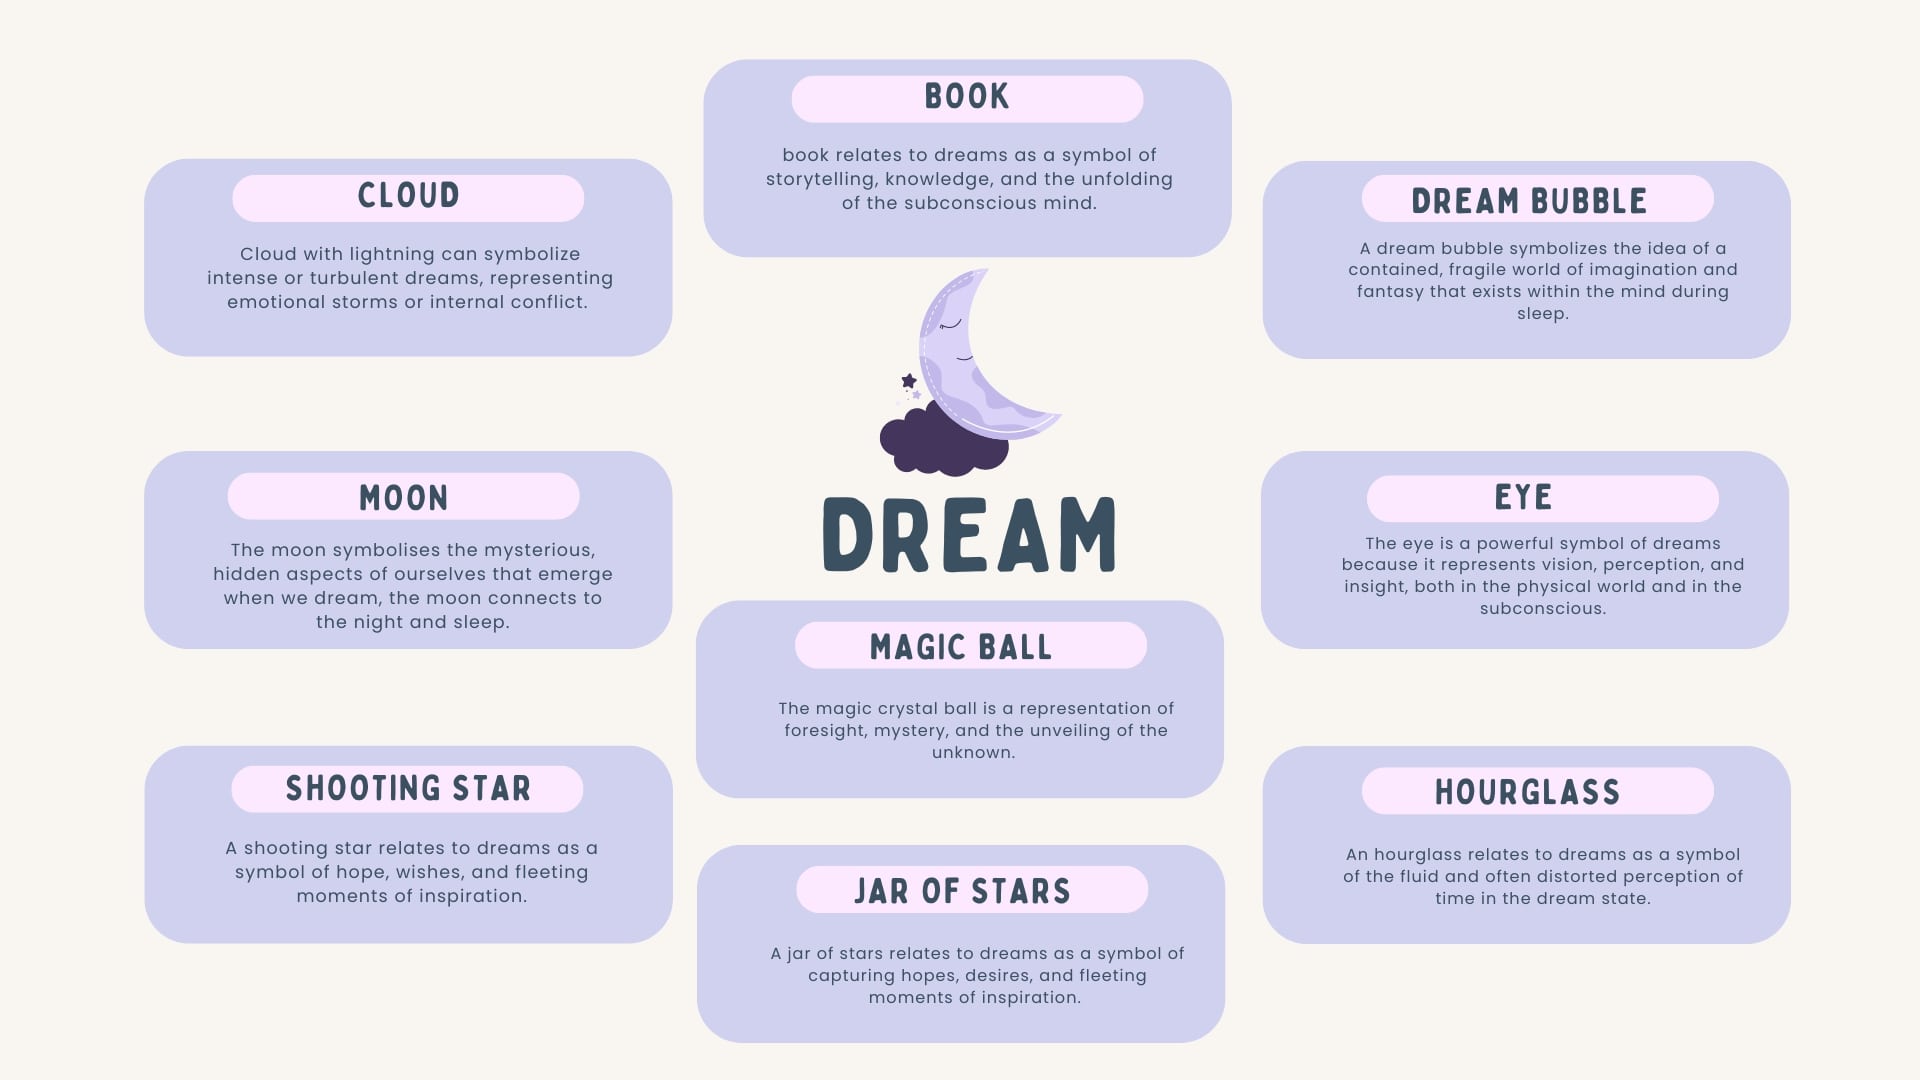 BOOK
book relates to dreams as a symbol of
storytelling, knowledge, and the unfolding
of the subconscious mind.
CLOUD
Cloud with lightning can symbolize
intense or turbulent dreams, representing
emotional storms or internal conflict.
DREAM BUBBLE
A dream bubble symbolizes the idea of a
contained, fragile world of imagination and
fantasy that exists within the mind during
sleep.
MOON
The moon symbolises the mysterious,
hidden aspects of ourselves that emerge
when we dream, the moon connects to
the night and sleep.
DREAM
EYE
The eye is a powerful symbol of dreams
because it represents vision, perception, and
insight, both in the physical world and in the
subconscious.
MAGIC BALL
The magic crystal ball is a representation of
foresight, mystery, and the unveiling of the
unknown.
SHOOTING STAR
A shooting star relates to dreams as a
symbol of hope, wishes, and fleeting
moments of inspiration.
JAR OF STARS
A jar of stars relates to dreams as a symbol of
capturing hopes, desires, and fleeting
moments of inspiration.
HOURGLASS
An hourglass relates to dreams as a symbol
of the fluid and often distorted perception of
time in the dream state.